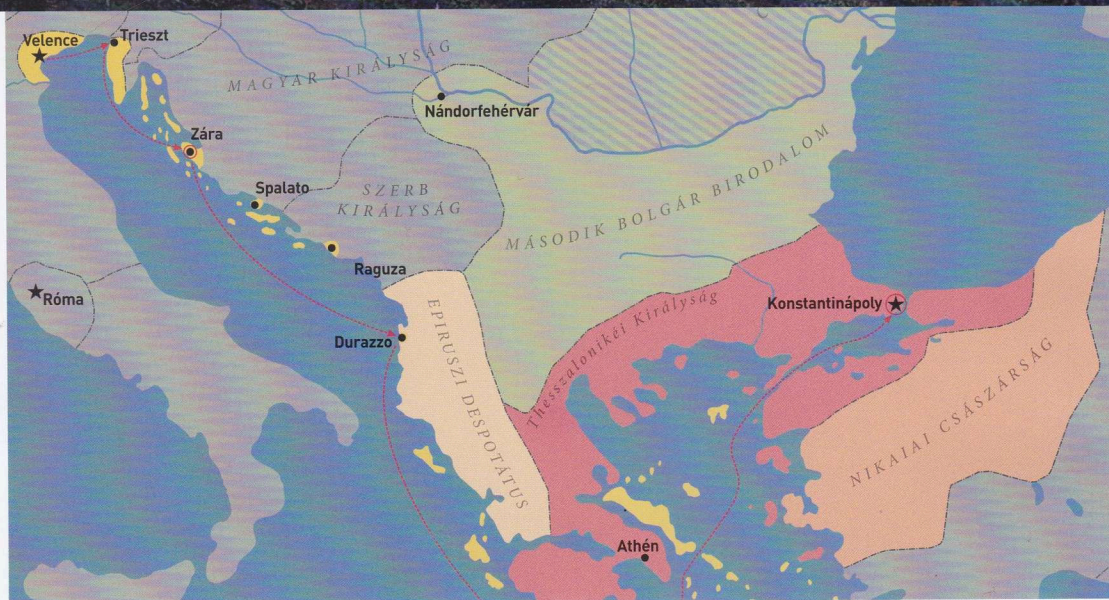 Velence
Trieszt
MAGYAR KIRÁLYSÁG
Nándorfehérvár
Zára
Spalato
SZERB
KIRÁLYSÁG
MÁSODIK BOLGÁR BIRODALOM
Raguza
Róma
Durazzo
EPIRUSZI DESPOTÁTUS
Thesszalonikéi Királyság
Konstantinápoly
NIKAIAI CSÁSZÁRSÁG
Athén